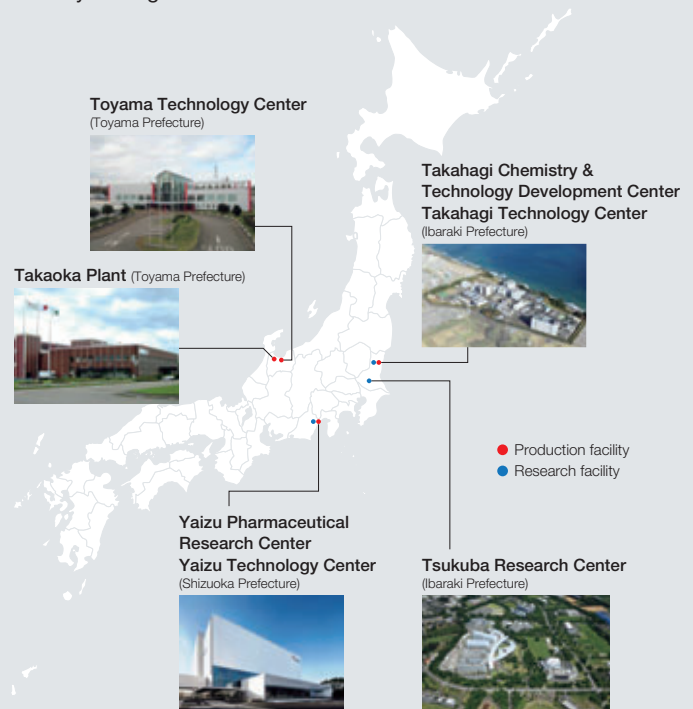 Toyama Technology Center
(Toyama Prefecture)
Takahagi Chemistry &
Technology Development Center
Takahagi Technology Center
(Ibaraki Prefecture)
Takaoka Plant (Toyama Prefecture)
Production facility
Research facility
Yaizu Pharmaceutical
Research Center
Yaizu Technology Center
(Shizuoka Prefecture)
Tsukuba Research Center
(Ibaraki Prefecture)